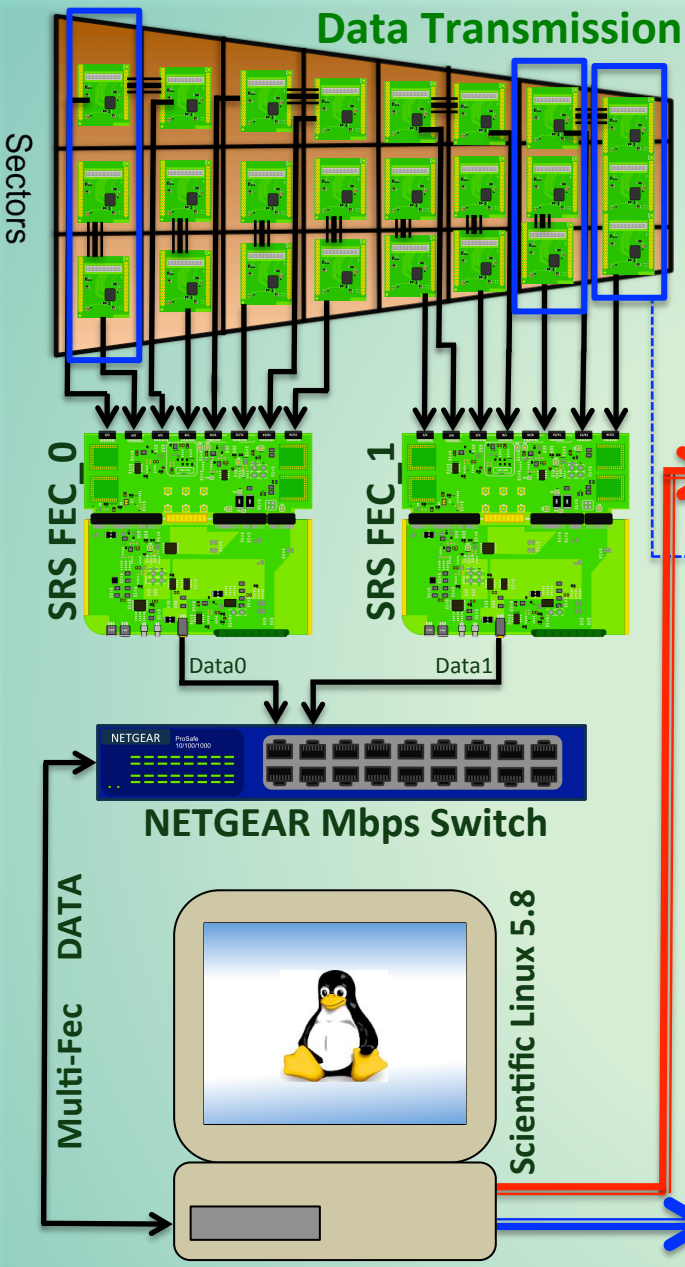 Data Transmission
Sectors
SRS FEC_0
SRS FEC_1
Data0
Data1
NETGEAR
ProSafe
10/100/1000
NETGEAR Mbps Switch
Multi-Fec DATA
Scientific Linux 5.8